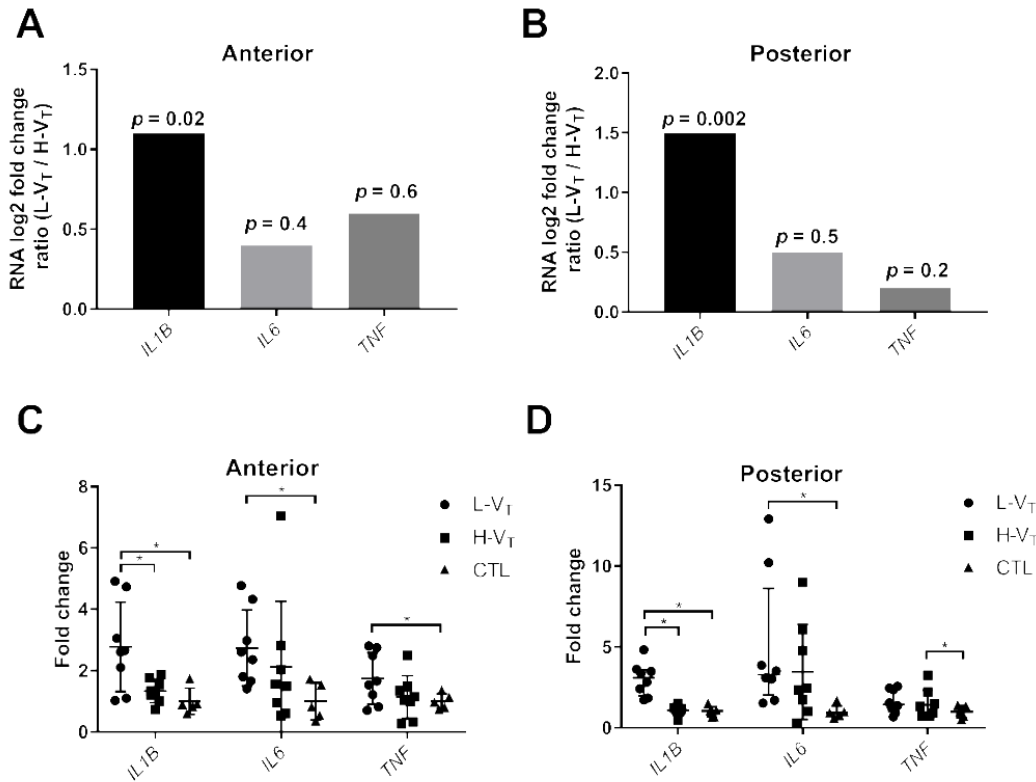 A
Anterior
RNA log2 fold change
ratio (L-VT / H-VT)
1.5
1.0
0.5
0.0
p = 0.02
p = 0.4
p = 0.6
IL1B
IL6
TNF
B
Posterior
RNA log2 fold change
ratio (L-VT / H-VT)
2.0
1.5
1.0
0.5
0.0
p = 0.002
p = 0.5
p = 0.2
IL1B
IL6
TNF
C
Anterior
Fold change
8
6
4
2
0
*
*
*
*
L-VT
H-VT
CTL
IL1B
IL6
TNF
D
Posterior
Fold change
15
10
5
0
*
*
*
*
L-VT
H-VT
CTL
IL1B
IL6
TNF